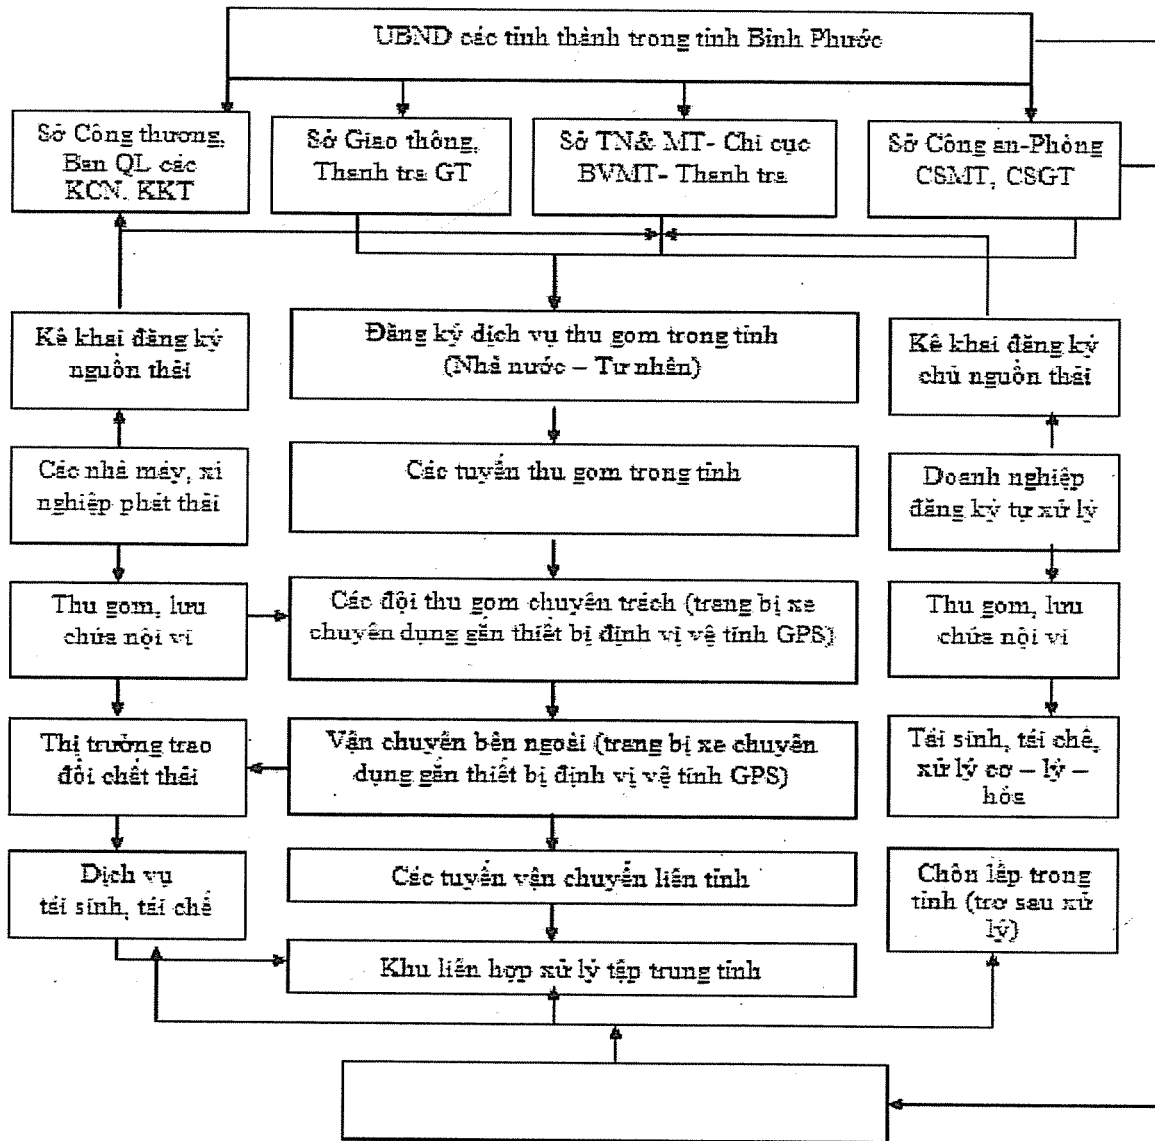 UBND các tỉnh thành trong tỉnh Bình Phước
Sở Công thương,
Ban QL các
KCN, KKT
Sở Giao thông,
Thanh tra GT
Sở TN& MT- Chi cục
BVMT- Thanh tra
Sở Công an-Phòng
CSMT, CSGT
Kê khai đăng ký
nguồn thải
Đăng ký dịch vụ thu gom trong tỉnh
(Nhà nước – Tư nhân)
Kê khai đăng ký
chủ nguồn thải
Các nhà máy, xí
nghiệp phát thải
Các tuyến thu gom trong tỉnh
Doanh nghiệp
đăng ký tự xử lý
Thu gom, lưu
chứa nội vi
Các đội thu gom chuyên trách (trang bị xe
chuyên dụng gắn thiết bị định vị vệ tinh GPS)
Thu gom, lưu
chứa nội vi
Thị trường trao
đổi chất thải
Vận chuyển bên ngoài (trang bị xe chuyên
dụng gắn thiết bị định vị vệ tinh GPS)
Tái sinh, tái chế,
xử lý cơ – lý –
hóa
Dịch vụ
tái sinh, tái chế
Các tuyến vận chuyển liên tỉnh
Chôn lấp trong
tỉnh (trơ sau xử
lý)
Khu liên hợp xử lý tập trung tỉnh